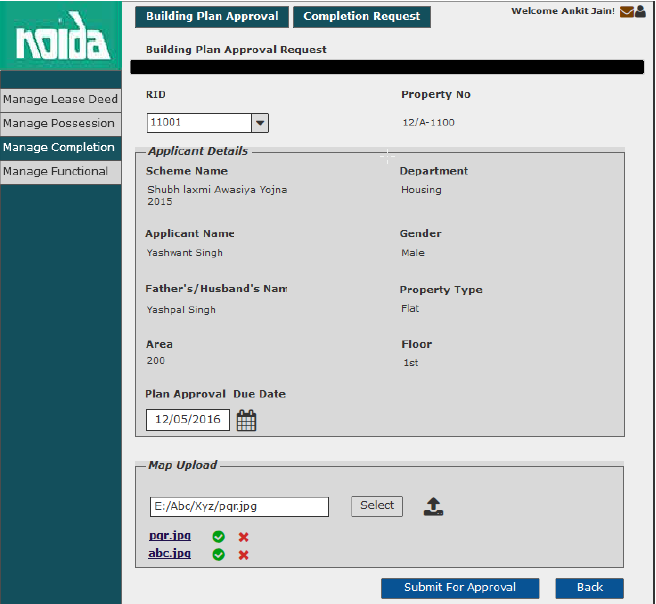 noida
Building Plan Approval
Completion Request
Welcome Ankit Jain!
Building Plan Approval Request
Manage Lease Deed
Manage Possession
Manage Completion
Manage Functional
RID
Property No
11001
12/A-1100
Applicant Details
Scheme Name
Department
Shubh laxmi Awasiya Yojna
2015
Housing
Applicant Name
Gender
Yashwant Singh
Male
Father's/Husband's Nam
Property Type
Yashpal Singh
Flat
Area
Floor
200
1st
Plan Approval Due Date
12/05/2016
Map Upload
E:/Abc/Xyz/pqr.jpg
Select
pqr.jpg
abc.jpg
Submit For Approval
Back